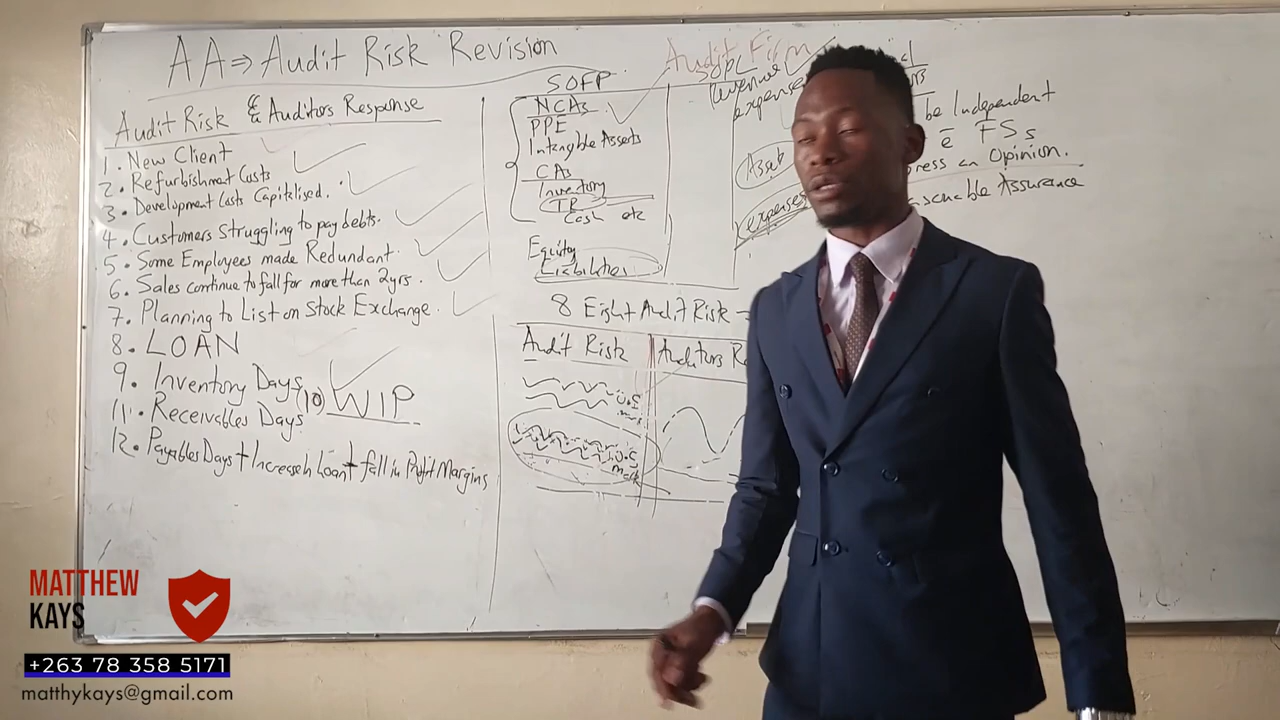 AA ⇒ Audit Risk Revision
Audit Risk & Auditors Response
1. New Client
2. Refurbishment Costs
3. Development Costs Capitalised.
4. Customers Struggling to pay debts.
5. Some Employees made Redundant.
6. Sales continue to fall for more than 2yrs.
7. Planning to List on Stock Exchange.
8. LOAN
9. Inventory Days
(10) WIP
11. Receivables Days
12. Payables Days + Increase in Loan + fall in Profit Margins
SOFP
NCAs
PPE
Intangible Assets
CAs
Inventory
TR
Cash etc
Equity
Liabilities
Audit Firm
SOPL
Revenue
expense
Asset
expenses
be Independent
FSs
an Opinion.
Assurance
8 Eight Audit Risk
Audit Risk
Auditors Re
MATTHEW
KAYS
+263 78 358 5171
matthykays@gmail.com